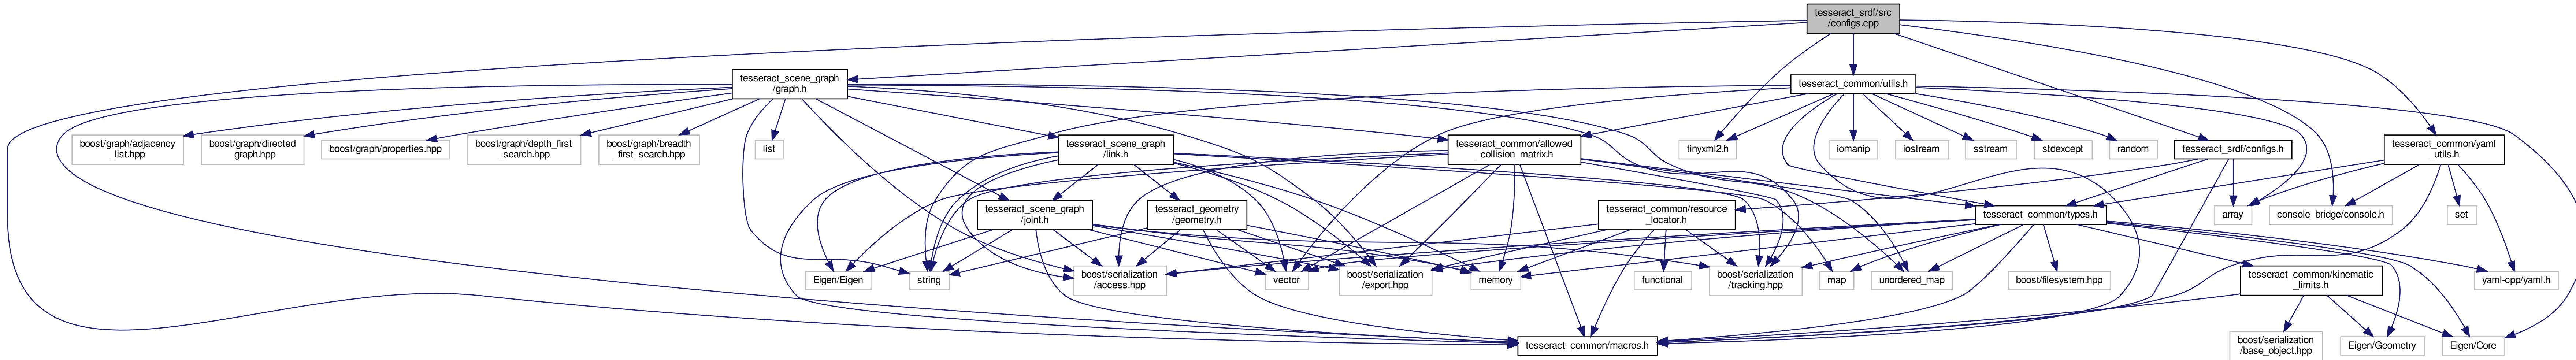 tesseract_srdf/src
/configs.cpp
tesseract_scene_graph
/graph.h
tesseract_common/utils.h
boost/graph/adjacency
_list.hpp
boost/graph/directed
_graph.hpp
boost/graph/properties.hpp
boost/graph/depth_first
_search.hpp
boost/graph/breadth
_first_search.hpp
list
tesseract_scene_graph
/link.h
tesseract_common/allowed
_collision_matrix.h
tinyxml2.h
iomanip
iostream
sstream
stdexcept
random
tesseract_srdf/configs.h
tesseract_common/yaml
_utils.h
tesseract_scene_graph
/joint.h
tesseract_geometry
/geometry.h
tesseract_common/resource
_locator.h
tesseract_common/types.h
array
console_bridge/console.h
set
Eigen/Eigen
string
boost/serialization
/access.hpp
vector
boost/serialization
/export.hpp
memory
functional
boost/serialization
/tracking.hpp
map
unordered_map
boost/filesystem.hpp
tesseract_common/kinematic
_limits.h
yaml-cpp/yaml.h
tesseract_common/macros.h
boost/serialization
/base_object.hpp
Eigen/Geometry
Eigen/Core